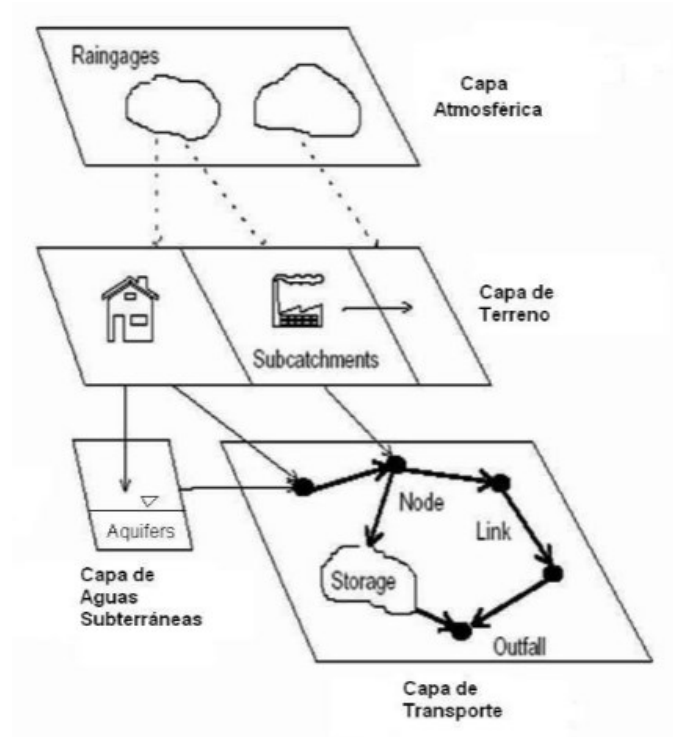 Raingages
Capa
Atmosférica
Capa de
Terreno
Subcatchments
Node
Link
Aquifers
Storage
Capa de
Aguas
Subterráneas
Outfall
Capa de
Transporte